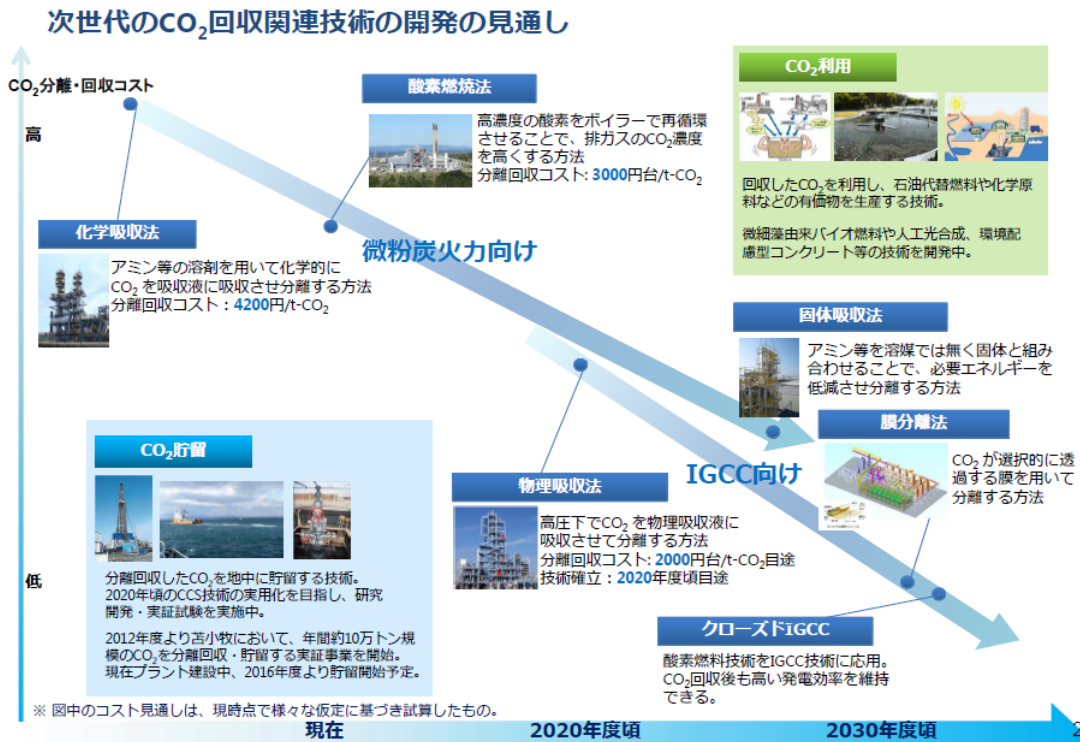 次世代のCO2回収関連技術の開発の見通し
CO2分離・回収コスト
高
低
酸素燃焼法
高濃度の酸素をボイラーで再循環
させることで、排ガスのCO2濃度
を高くする方法
分離回収コスト: 3000円台/t-CO2
化学吸収法
アミン等の溶剤を用いて化学的に
CO2 を吸収液に吸収させ分離する方法
分離回収コスト：4200円/t-CO2
微粉炭火力向け
CO2利用
回収したCO2を利用し、石油代替燃料や化学原
料などの有価物を生産する技術。
微細藻由来バイオ燃料や人工光合成、環境配
慮型コンクリート等の技術を開発中。
固体吸収法
アミン等を溶媒では無く固体と組み
合わせることで、必要エネルギーを
低減させ分離する方法
膜分離法
CO2 が選択的に透
過する膜を用いて
分離する方法
IGCC向け
物理吸収法
高圧下でCO2 を物理吸収液に
吸収させて分離する方法
分離回収コスト: 2000円台/t-CO2目途
技術確立：2020年度頃目途
CO2貯留
分離回収したCO2を地中に貯留する技術。
2020年頃のCCS技術の実用化を目指し、研究
開発・実証試験を実施中。
2012年度より苫小牧において、年間約10万トン規
模のCO2を分離回収・貯留する実証事業を開始。
現在プラント建設中、2016年度より貯留開始予定。
クローズドIGCC
酸素燃料技術をIGCC技術に応用。
CO2回収後も高い発電効率を維持
できる。
※ 図中のコスト見通しは、現時点で様々な仮定に基づき試算したもの。
現在
2020年度頃
2030年度頃
2